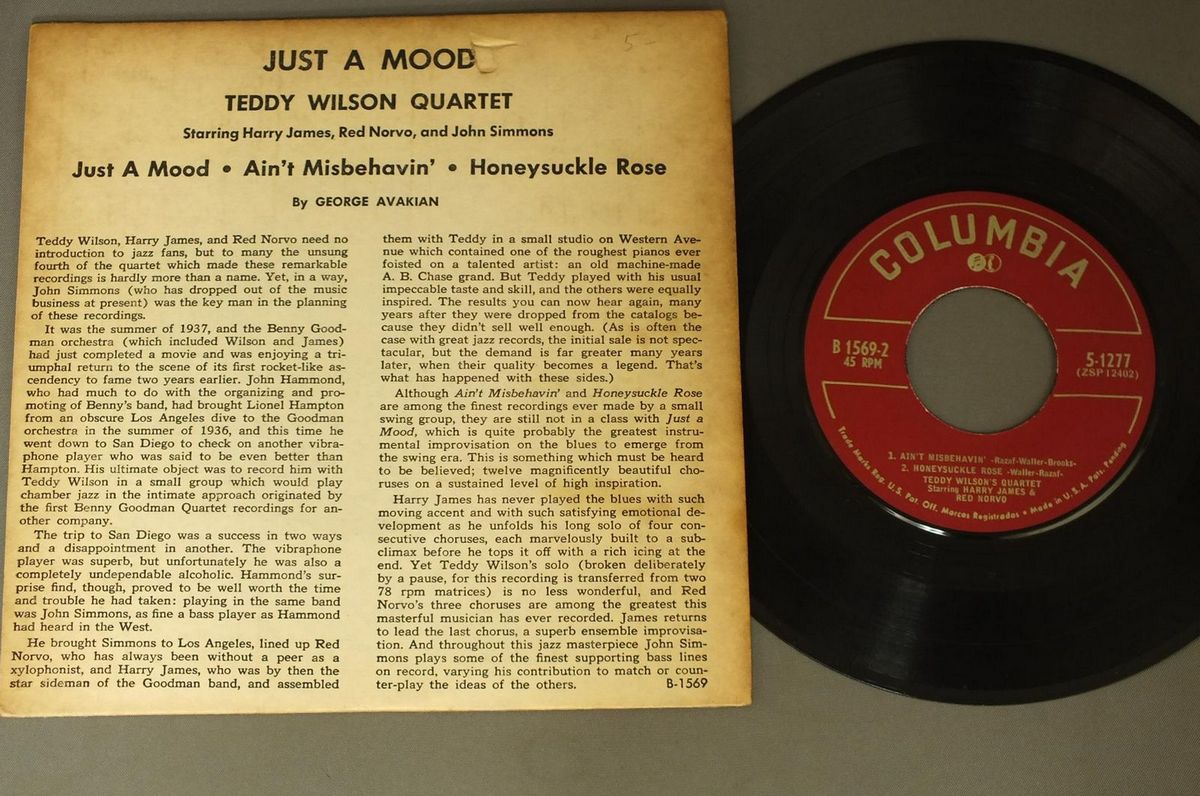 JUST A MOOD
5-
TEDDY WILSON QUARTET
Starring Harry James, Red Norvo, and John Simmons
Just A Mood • Ain't Misbehavin' • Honeysuckle Rose
By GEORGE AVAKIAN
Teddy Wilson, Harry James, and Red Norvo need no
introduction to jazz fans, but to many the unsung
fourth of the quartet which made these remarkable
recordings is hardly more than a name. Yet, in a way,
John Simmons (who has dropped out of the music
business at present) was the key man in the planning
of these recordings.
It was the summer of 1937, and the Benny Good-
man orchestra (which included Wilson and James)
had just completed a movie and was enjoying a tri-
umphal return to the scene of its first rocket-like as-
cendency to fame two years earlier. John Hammond,
who had much to do with the organizing and pro-
moting of Benny's band, had brought Lionel Hampton
from an obscure Los Angeles dive to the Goodman
orchestra in the summer of 1936, and this time he
went down to San Diego to check on another vibra-
phone player who was said to be even better than
Hampton. His ultimate object was to record him with
Teddy Wilson in a small group which would play
chamber jazz in the intimate approach originated by
the first Benny Goodman Quartet recordings for an-
other company.
The trip to San Diego was a success in two ways
and a disappointment in another. The vibraphone
player was superb, but unfortunately he was also a
completely undependable alcoholic. Hammond's sur-
prise find, though, proved to be well worth the time
and trouble he had taken: playing in the same band
was John Simmons, as fine a bass player as Hammond
had heard in the West.
He brought Simmons to Los Angeles, lined up Red
Norvo, who has always been without a peer as a
xylophonist, and Harry James, who was by then the
star sideman of the Goodman band, and assembled
them with Teddy in a small studio on Western Ave-
nue which contained one of the roughest pianos ever
foisted on a talented artist: an old machine-made
A. B. Chase grand. But Teddy played with his usual
impeccable taste and skill, and the others were equally
inspired. The results you can now hear again, many
years after they were dropped from the catalogs be-
cause they didn't sell well enough. (As is often the
case with great jazz records, the initial sale is not spec-
tacular, but the demand is far greater many years
later, when their quality becomes a legend. That's
what has happened with these sides.)
Although Ain't Misbehavin' and Honeysuckle Rose
are among the finest recordings ever made by a small
swing group, they are still not in a class with Just a
Mood, which is quite probably the greatest instru-
mental improvisation on the blues to emerge from
the swing era. This is something which must be heard
to be believed; twelve magnificently beautiful cho-
ruses on a sustained level of high inspiration.
Harry James has never played the blues with such
moving accent and with such satisfying emotional de-
velopment as he unfolds his long solo of four con-
secutive choruses, each marvelously built to a sub-
climax before he tops it off with a rich icing at the
end. Yet Teddy Wilson's solo (broken deliberately
by a pause, for this recording is transferred from two
78 rpm matrices) is no less wonderful, and Red
Norvo's three choruses are among the greatest this
masterful musician has ever recorded. James returns
to lead the last chorus, a superb ensemble improvisa-
tion. And throughout this jazz masterpiece John Sim-
mons plays some of the finest supporting bass lines
on record, varying his contribution to match or coun-
ter-play the ideas of the others.
B-1569
COLUMBIA
B 1569-2
45 RPM
5-1277
(ZSP 12402)
1. AIN'T MISBEHAVIN' -Razaf-Waller-Brooks-
2. HONEYSUCKLE ROSE -Waller-Razaf-
TEDDY WILSON'S QUARTET
Starring HARRY JAMES &
RED NORVO
Trade Marks Reg. U.S. Pat. Off. Marcas Registradas • Made in U.S.A. Pats. Pending